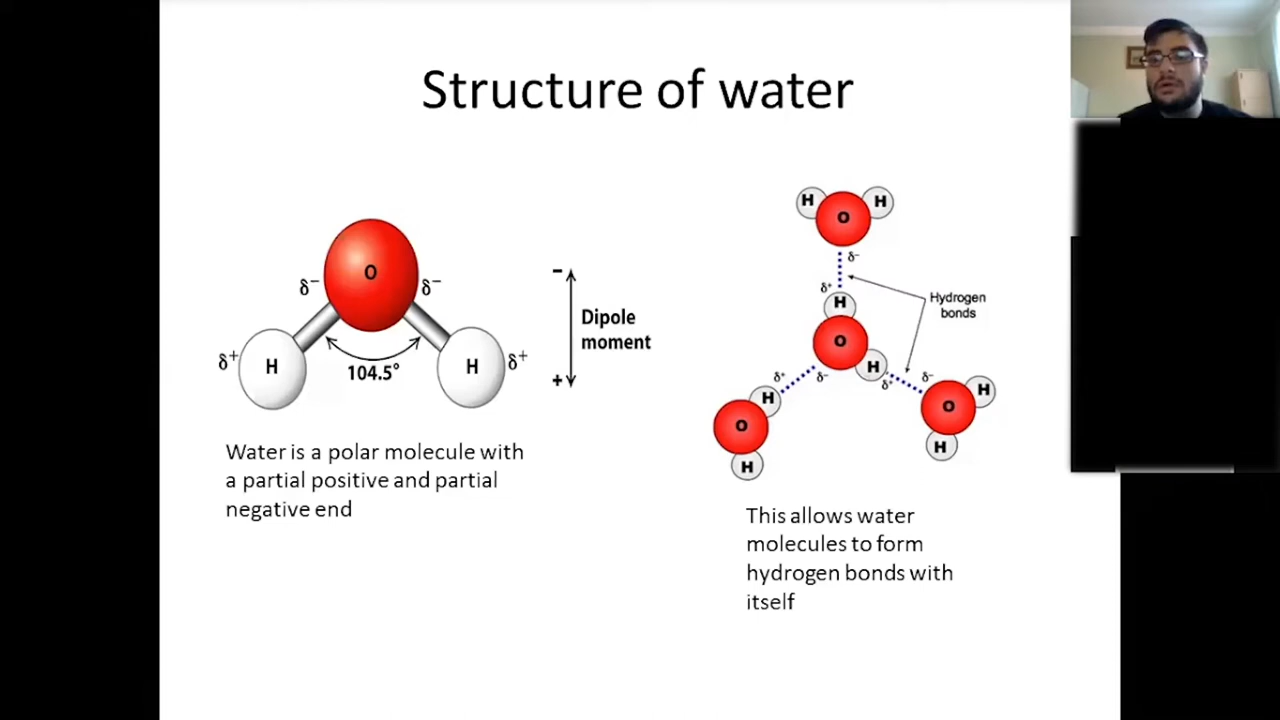 Structure of water
O
δ⁻ δ⁻
δ⁺ H H δ⁺
104.5°
−
Dipole
moment
+
Water is a polar molecule with
a partial positive and partial
negative end
H H
O
δ⁻
δ⁺
H
Hydrogen
bonds
O
H
δ⁺ δ⁻ δ⁺ δ⁻
H H
O O
H H
This allows water
molecules to form
hydrogen bonds with
itself